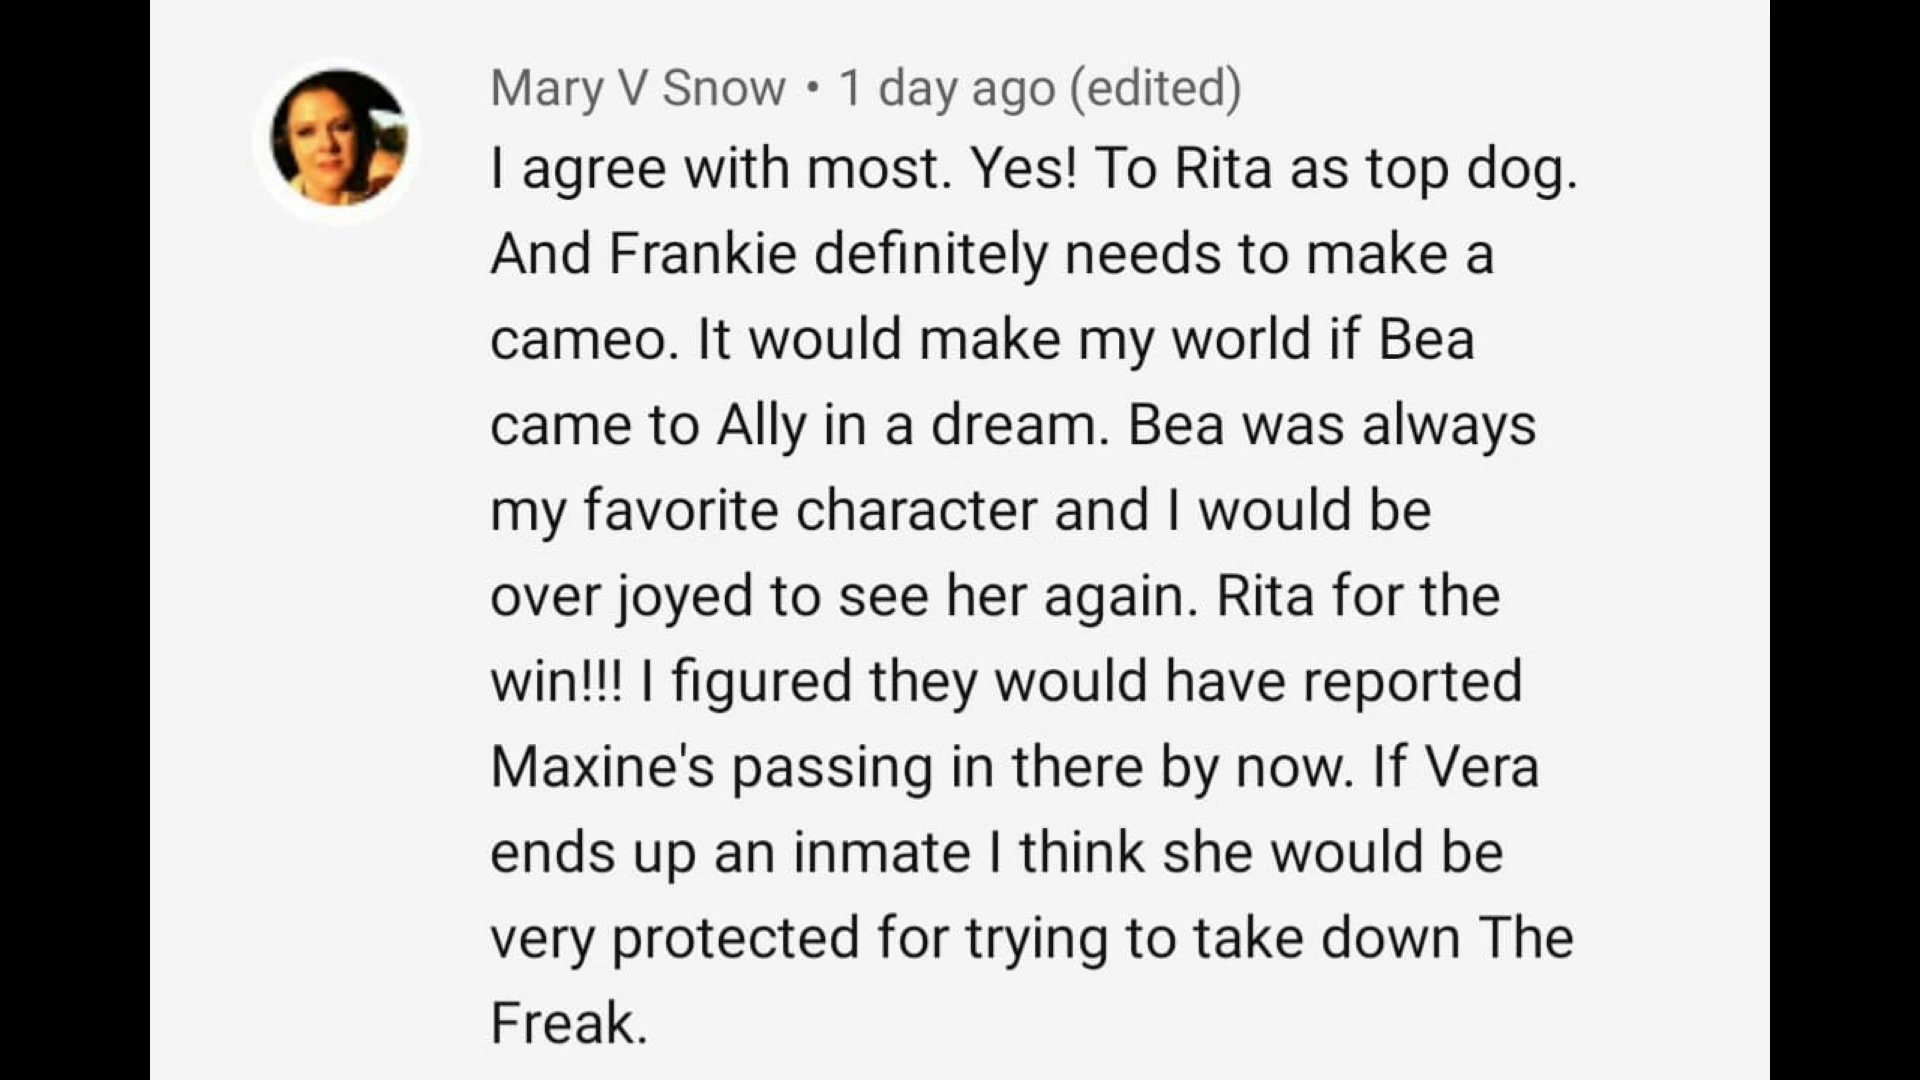 Mary V Snow • 1 day ago (edited)
I agree with most. Yes! To Rita as top dog.
And Frankie definitely needs to make a
cameo. It would make my world if Bea
came to Ally in a dream. Bea was always
my favorite character and I would be
over joyed to see her again. Rita for the
win!!! I figured they would have reported
Maxine's passing in there by now. If Vera
ends up an inmate I think she would be
very protected for trying to take down The
Freak.